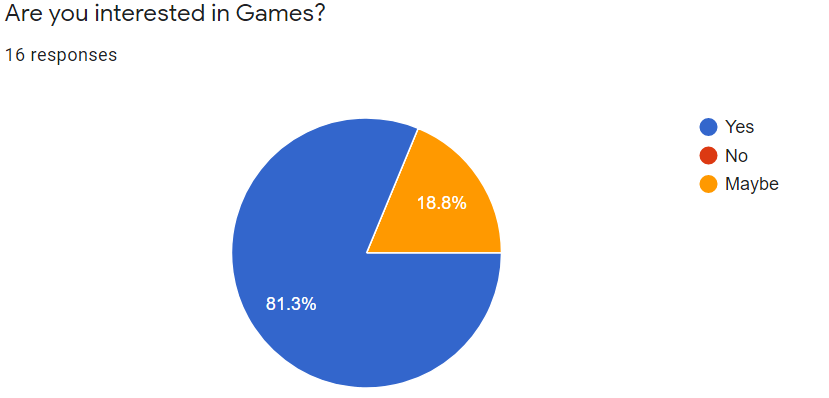 Are you interested in Games?
16 responses
Yes
No
Maybe
18.8%
81.3%